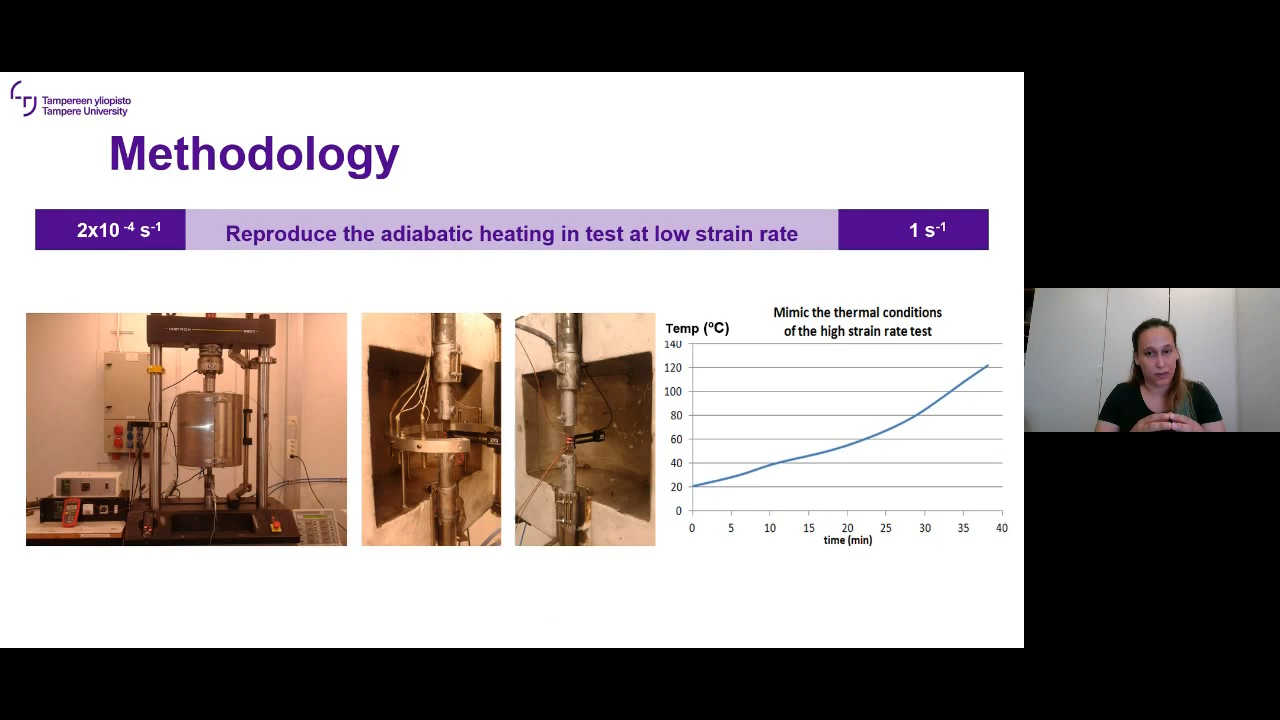 Tampereen yliopisto
Tampere University
Methodology
2x10 -4 s-1
Reproduce the adiabatic heating in test at low strain rate
1 s-1
INSTRON
Mimic the thermal conditions
of the high strain rate test
Temp (ºC)
140
120
100
80
60
40
20
0
0 5 10 15 20 25 30 35 40
time (min)